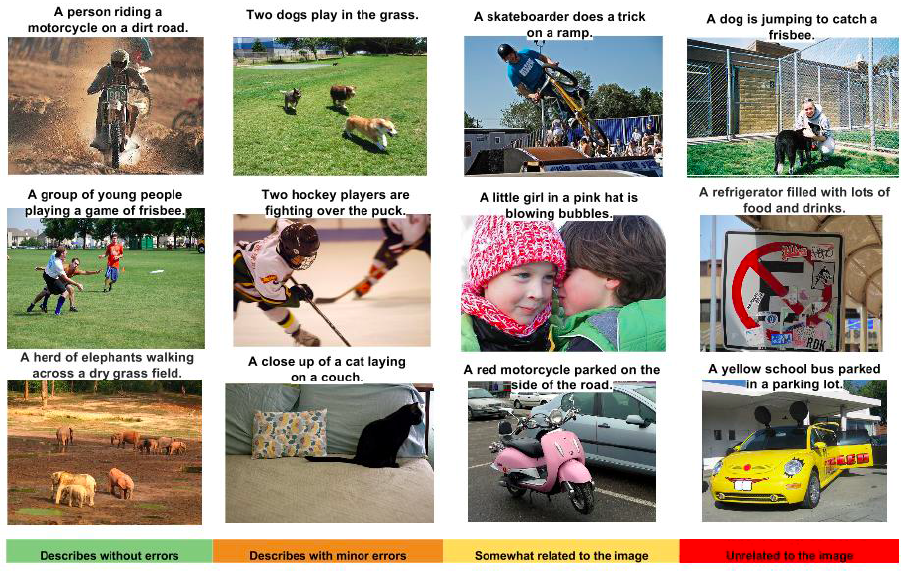 A person riding a
motorcycle on a dirt road.
Two dogs play in the grass.
A skateboarder does a trick
on a ramp.
A dog is jumping to catch a
frisbee.
A group of young people
playing a game of frisbee.
Two hockey players are
fighting over the puck.
A little girl in a pink hat is
blowing bubbles.
A refrigerator filled with lots of
food and drinks.
RDK
A herd of elephants walking
across a dry grass field.
A close up of a cat laying
on a couch.
A red motorcycle parked on the
side of the road.
A yellow school bus parked
in a parking lot.
Describes without errors
Describes with minor errors
Somewhat related to the image
Unrelated to the image